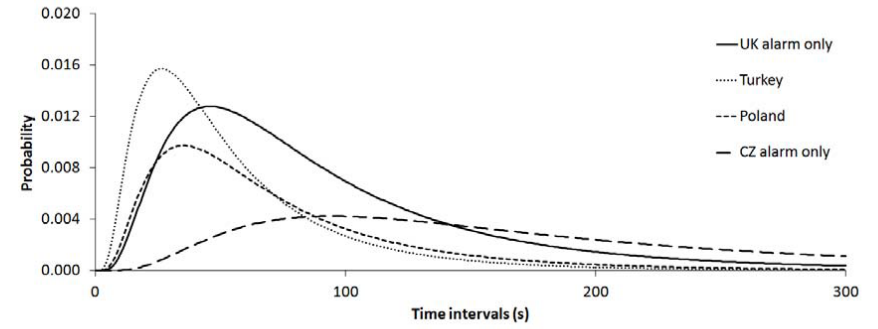 0.020
0.016
0.012
0.008
0.004
0.000
Probability
0
100
200
300
Time intervals (s)
UK alarm only
Turkey
Poland
CZ alarm only